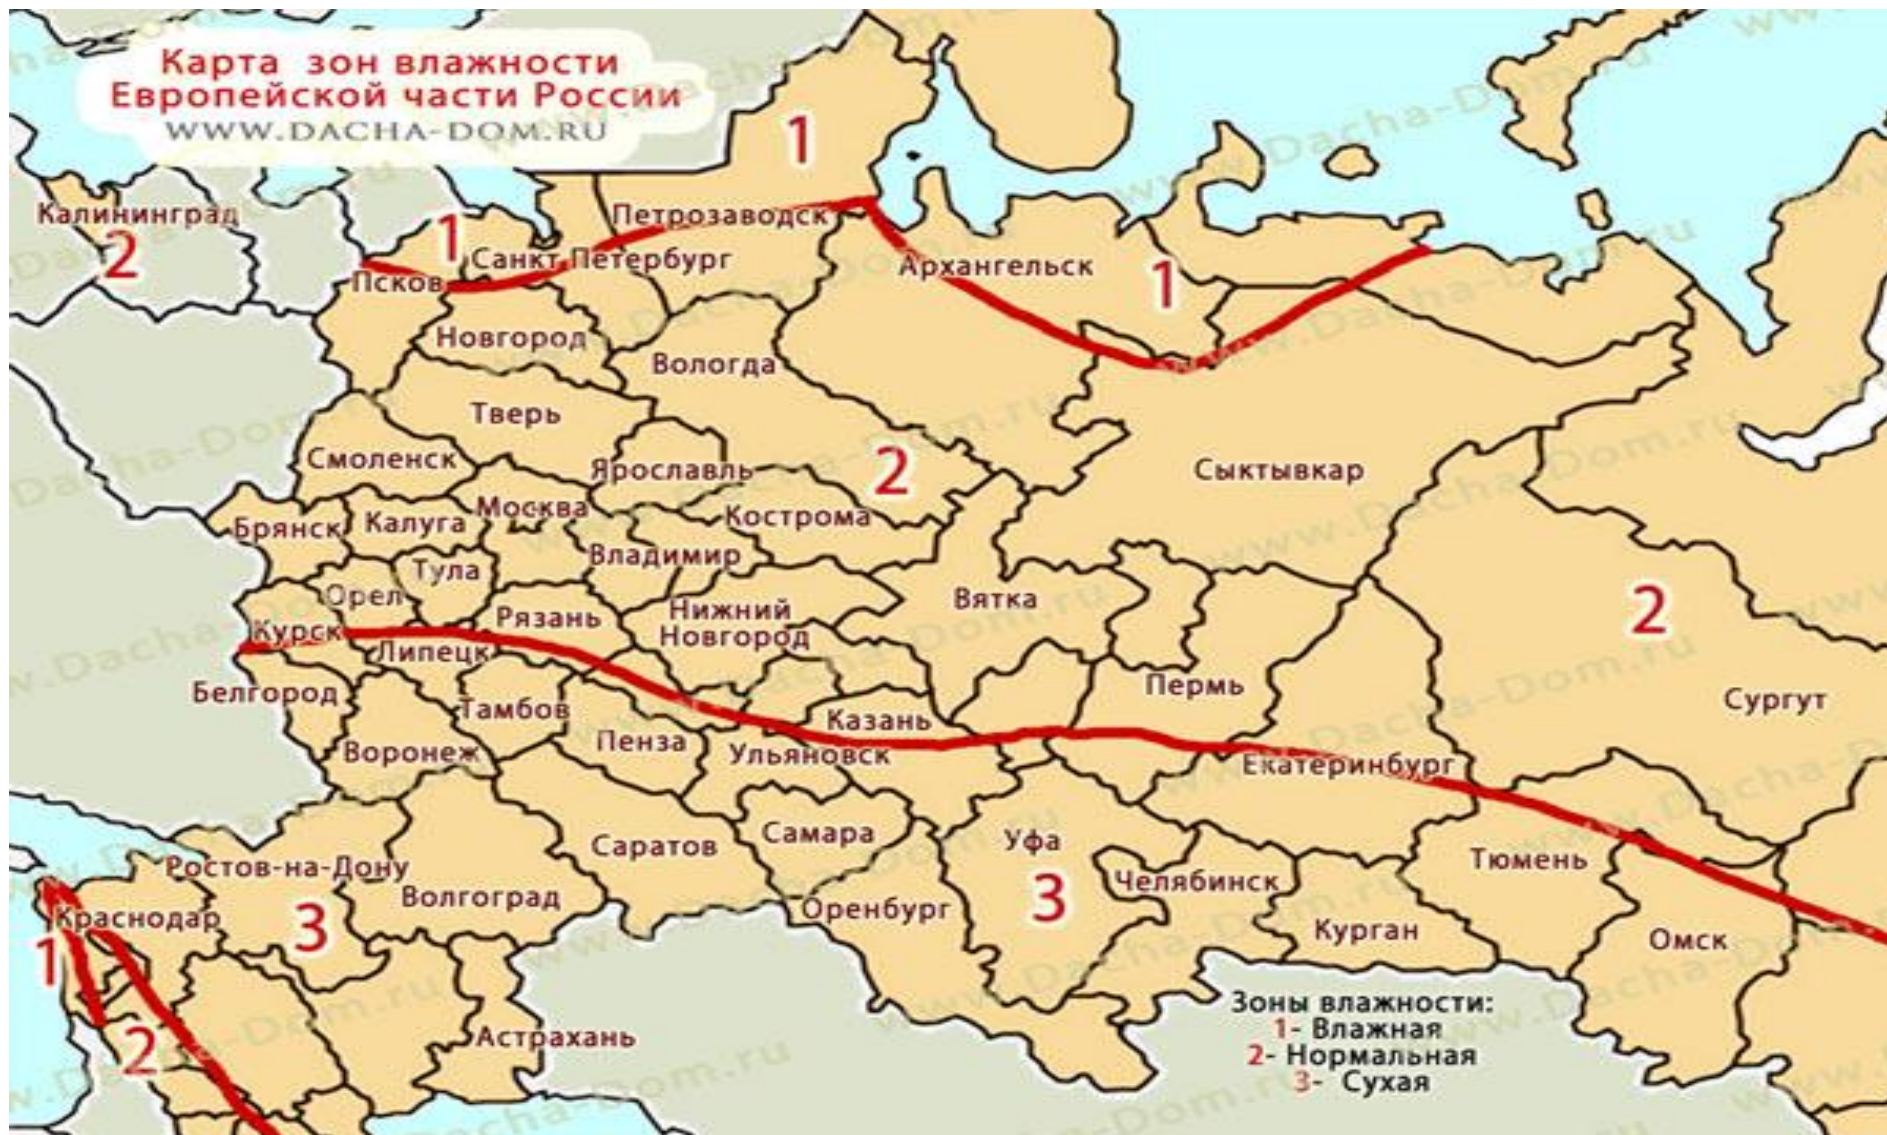 Карта зон влажности
Европейской части России
WWW.DACHA-DOM.RU
1
Калининград
2
Петрозаводск
1
Санкт Петербург
Псков
Архангельск
1
Новгород
Вологда
Тверь
Смоленск
Ярославль
2
Сыктывкар
Москва
Брянск
Калуга
Кострома
Владимир
Тула
Орел
Вятка
2
Рязань
Нижний
Новгород
Курск
Липецк
Белгород
Тамбов
Пермь
Сургут
Казань
Воронеж
Пенза
Ульяновск
Екатеринбург
Саратов
Самара
Уфа
Тюмень
Ростов-на-Дону
Волгоград
Челябинск
3
Краснодар
3
Оренбург
Курган
Омск
1
2
Астрахань
Зоны влажности:
1- Влажная
2- Нормальная
3- Сухая
www.Dacha-Dom.ru